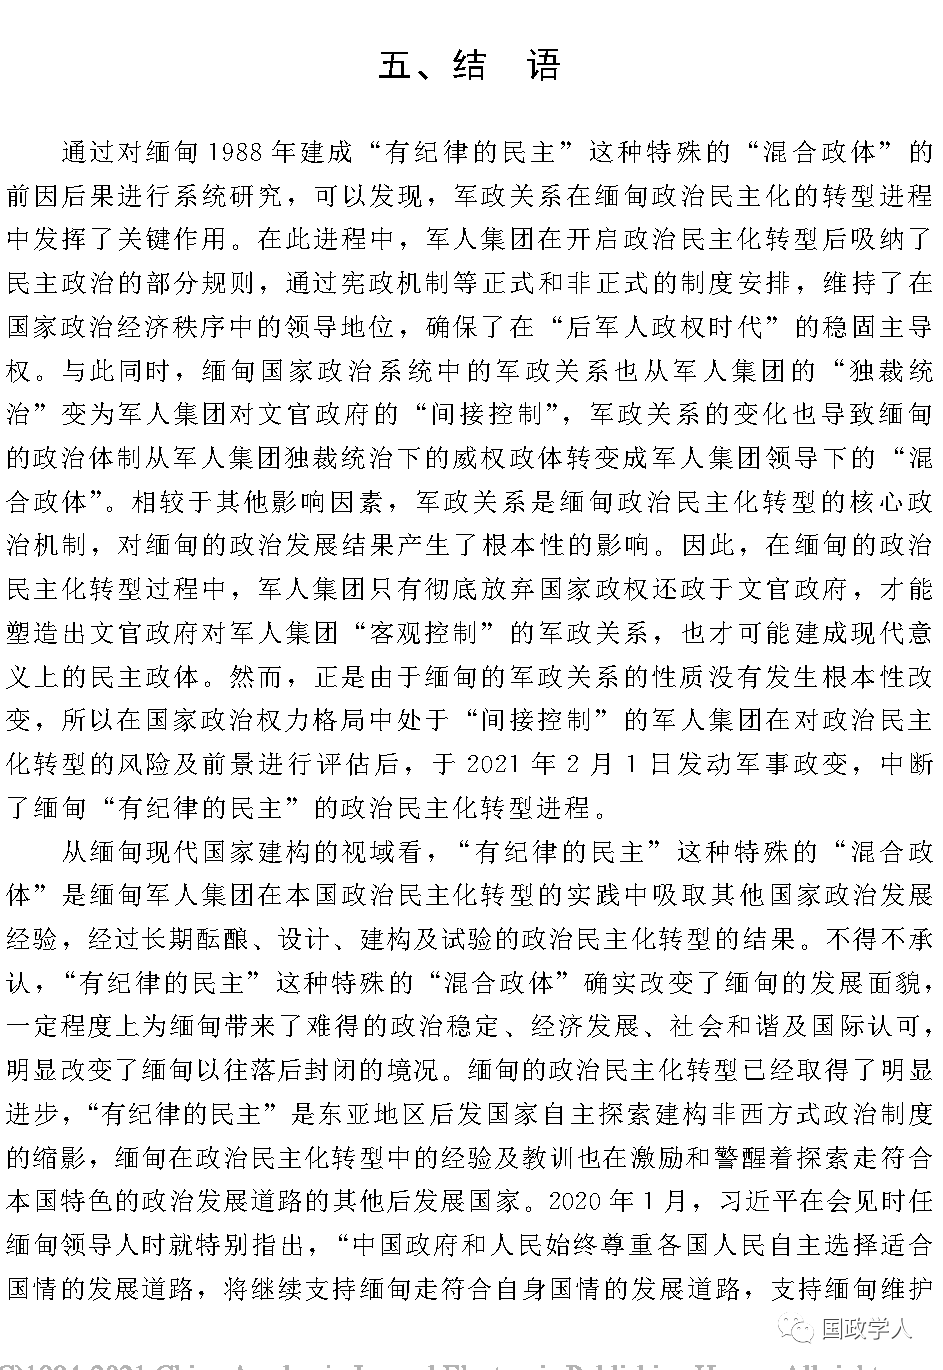 五、结 语
通过对缅甸1988年建成“有纪律的民主”这种特殊的“混合政体”的
前因后果进行系统研究，可以发现，军政关系在缅甸政治民主化的转型进程
中发挥了关键作用。在此进程中，军人集团在开启政治民主化转型后吸纳了
民主政治的部分规则，通过宪政机制等正式和非正式的制度安排，维持了在
国家政治经济秩序中的领导地位，确保了在“后军人政权时代”的稳固主导
权。与此同时，缅甸国家政治系统中的军政关系也从军人集团的“独裁统
治”变为军人集团对文官政府的“间接控制”，军政关系的变化也导致缅甸
的政治体制从军人集团独裁统治下的威权政体转变成军人集团领导下的“混
合政体”。相较于其他影响因素，军政关系是缅甸政治民主化转型的核心政
治机制，对缅甸的政治发展结果产生了根本性的影响。因此，在缅甸的政治
民主化转型过程中，军人集团只有彻底放弃国家政权还政于文官政府，才能
塑造出文官政府对军人集团“客观控制”的军政关系，也才可能建成现代意
义上的民主政体。然而，正是由于缅甸的军政关系的性质没有发生根本性改
变，所以在国家政治权力格局中处于“间接控制”的军人集团在对政治民主
化转型的风险及前景进行评估后，于2021年2月1日发动军事政变，中断
了缅甸“有纪律的民主”的政治民主化转型进程。
从缅甸现代国家建构的视域看，“有纪律的民主”这种特殊的“混合政
体”是缅甸军人集团在本国政治民主化转型的实践中吸取其他国家政治发展
经验，经过长期酝酿、设计、建构及试验的政治民主化转型的结果。不得不承
认，“有纪律的民主”这种特殊的“混合政体”确实改变了缅甸的发展面貌，
一定程度上为缅甸带来了难得的政治稳定、经济发展、社会和谐及国际认可，
明显改变了缅甸以往落后封闭的境况。缅甸的政治民主化转型已经取得了明显
进步，“有纪律的民主”是东亚地区后发国家自主探索建构非西方式政治制度
的缩影，缅甸在政治民主化转型中的经验及教训也在激励和警醒着探索走符合
本国特色的政治发展道路的其他后发展国家。2020年1月，习近平在会见时任
缅甸领导人时就特别指出，“中国政府和人民始终尊重各国人民自主选择适合
国情的发展道路，将继续支持缅甸走符合自身国情的发展道路，支持缅甸维护
国政学人